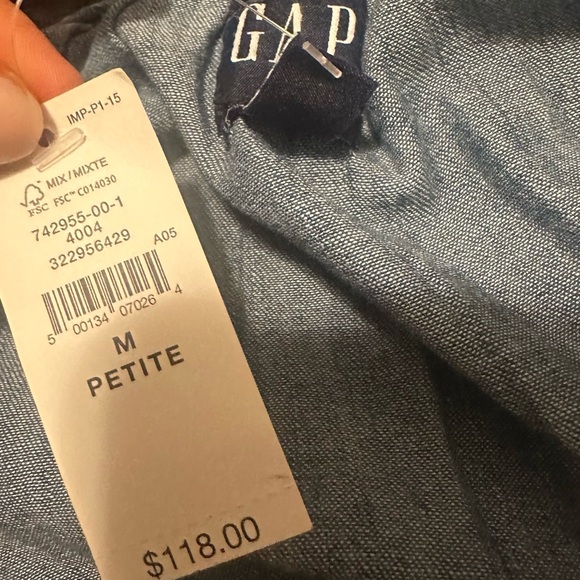 GAP
IMP-P1-15
MIX/MIXTE
FSC FSC™ C014030
742955-00-1
4004
322956429 A05
5 00134 07026 4
M
PETITE
$118.00